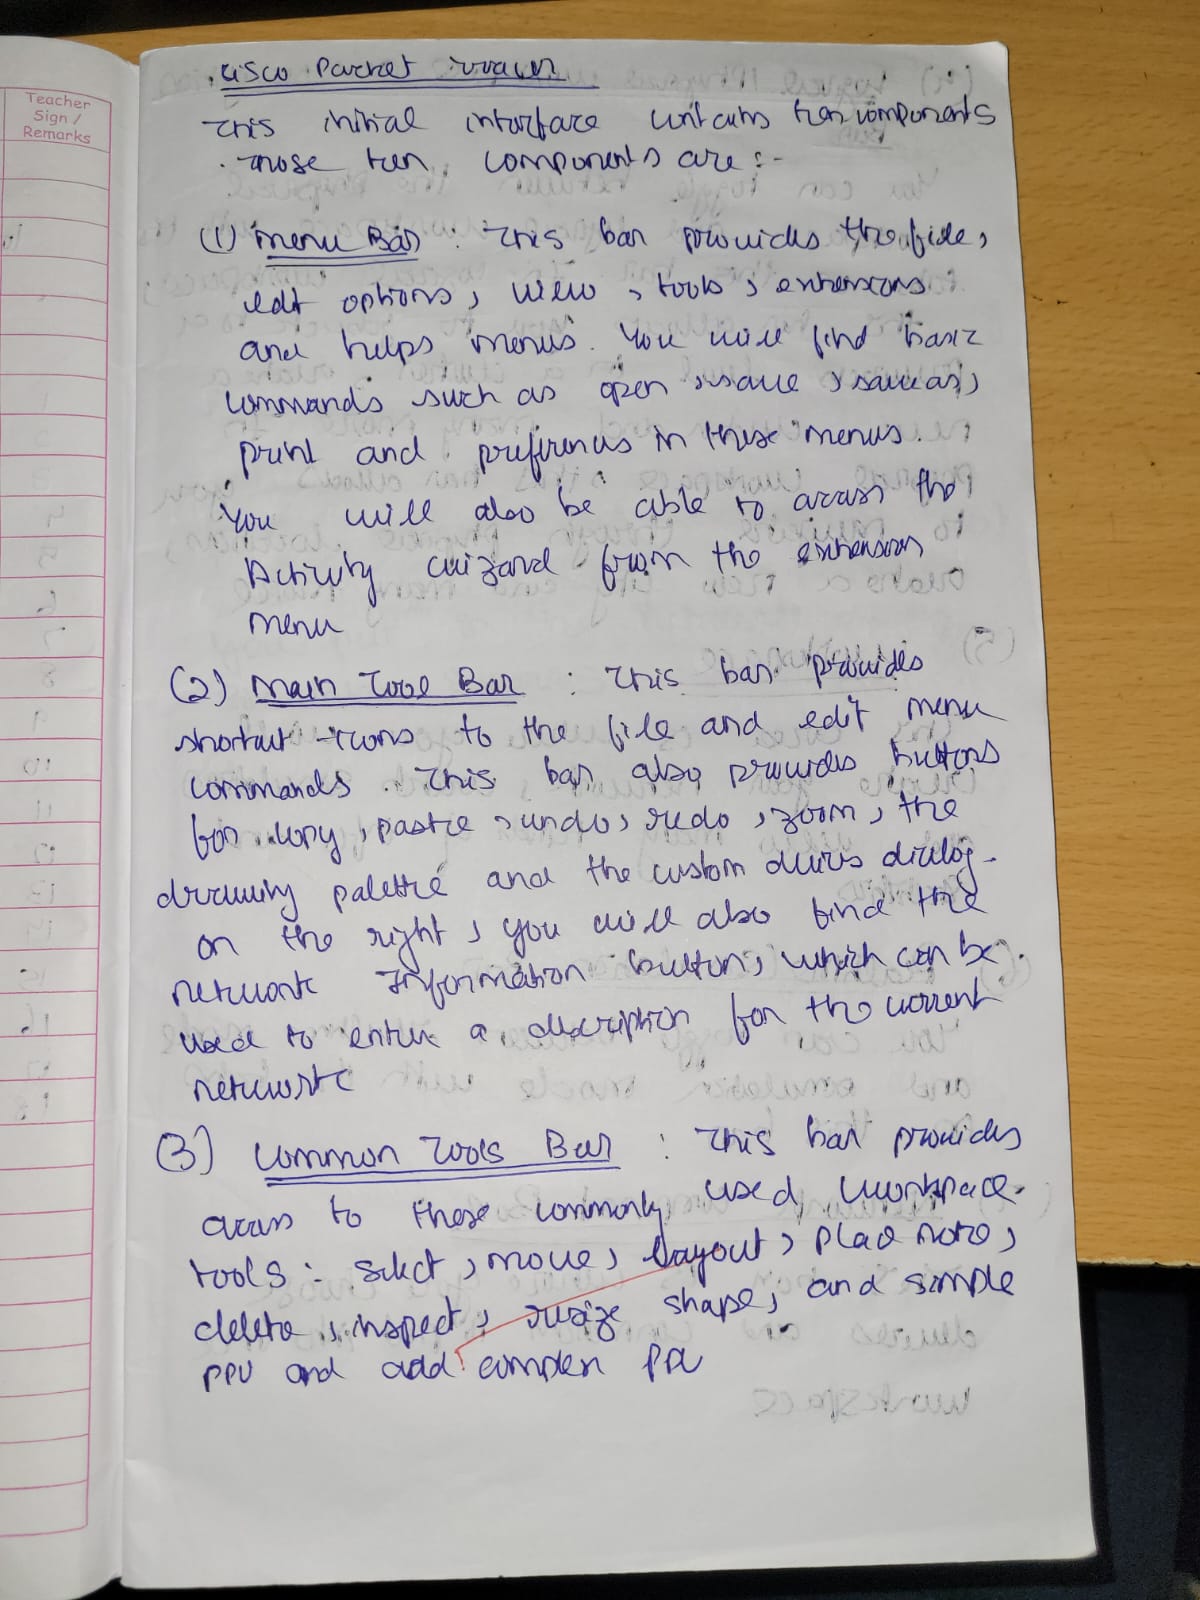 Teacher
Sign /
Remarks
Cisco Packet Tracer
This initial interface contains ten components
. Those ten components are :-
(1) Menu Bar : This bar provides the file,
edit options, view, tools, extensions
and helps menus. You will find basic
commands such as open, save, save as,
print and preferences in these menus.
You will also be able to access the
Activity wizard from the extension
menu
(2) Main Tool Bar : This bar provides
shortcut icons to the file and edit menu
commands. This bar also provides buttons
for copy, paste, undo, redo, zoom, the
drawing palette and the custom devices dialog.
on the right, you will also find the
network Information button, which can be
used to enter a description for the current
network
(3) Common Tools Bar : This bar provides
access to these commonly used workspace
tools :- select, move, Layout, place note,
delete, inspect, resize shape, and simple
PPU and add complex PDU